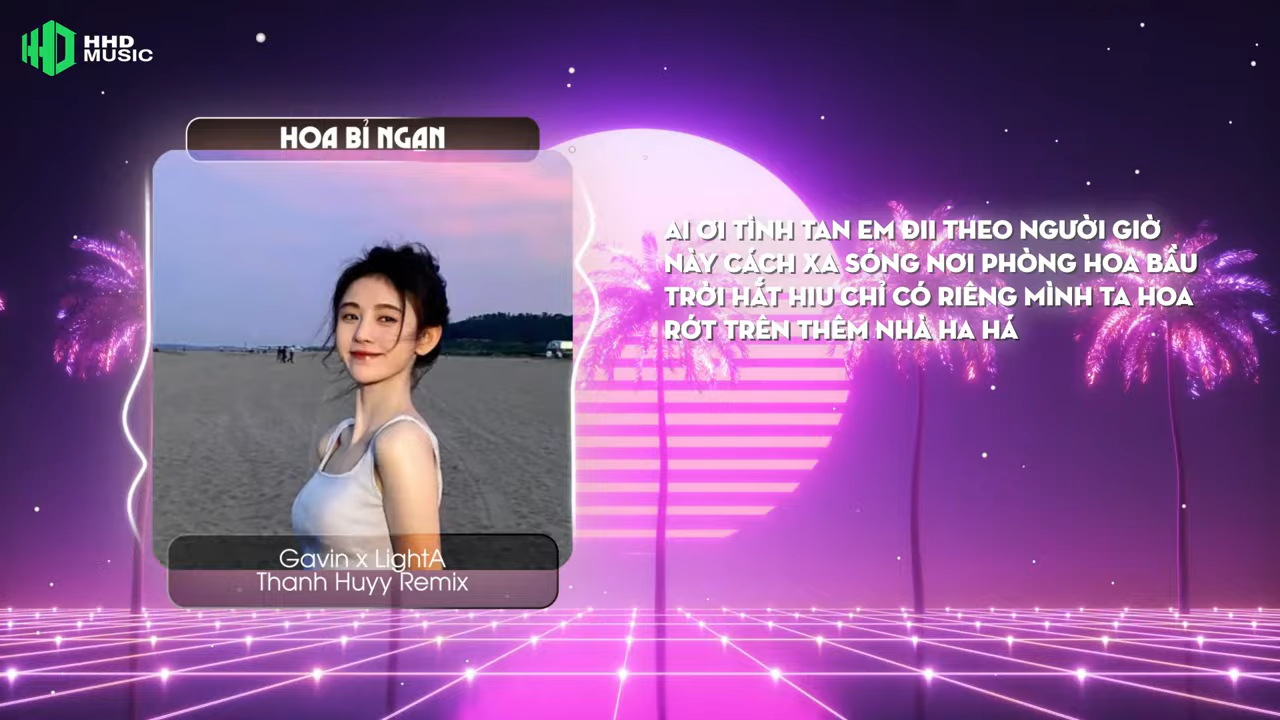 HHD
MUSIC
HOA BỈ NGẠN
AI ƠI TÌNH TAN EM ĐII THEO NGƯỜI GIỜ
NÀY CÁCH XA SÓNG NƠI PHÒNG HOA BẦU
TRỜI HẮT HIU CHỈ CÓ RIÊNG MÌNH TA HOA
RỚT TRÊN THÊM NHÀ HA HÁ
Gavin x LightA
Thanh Huyy Remix